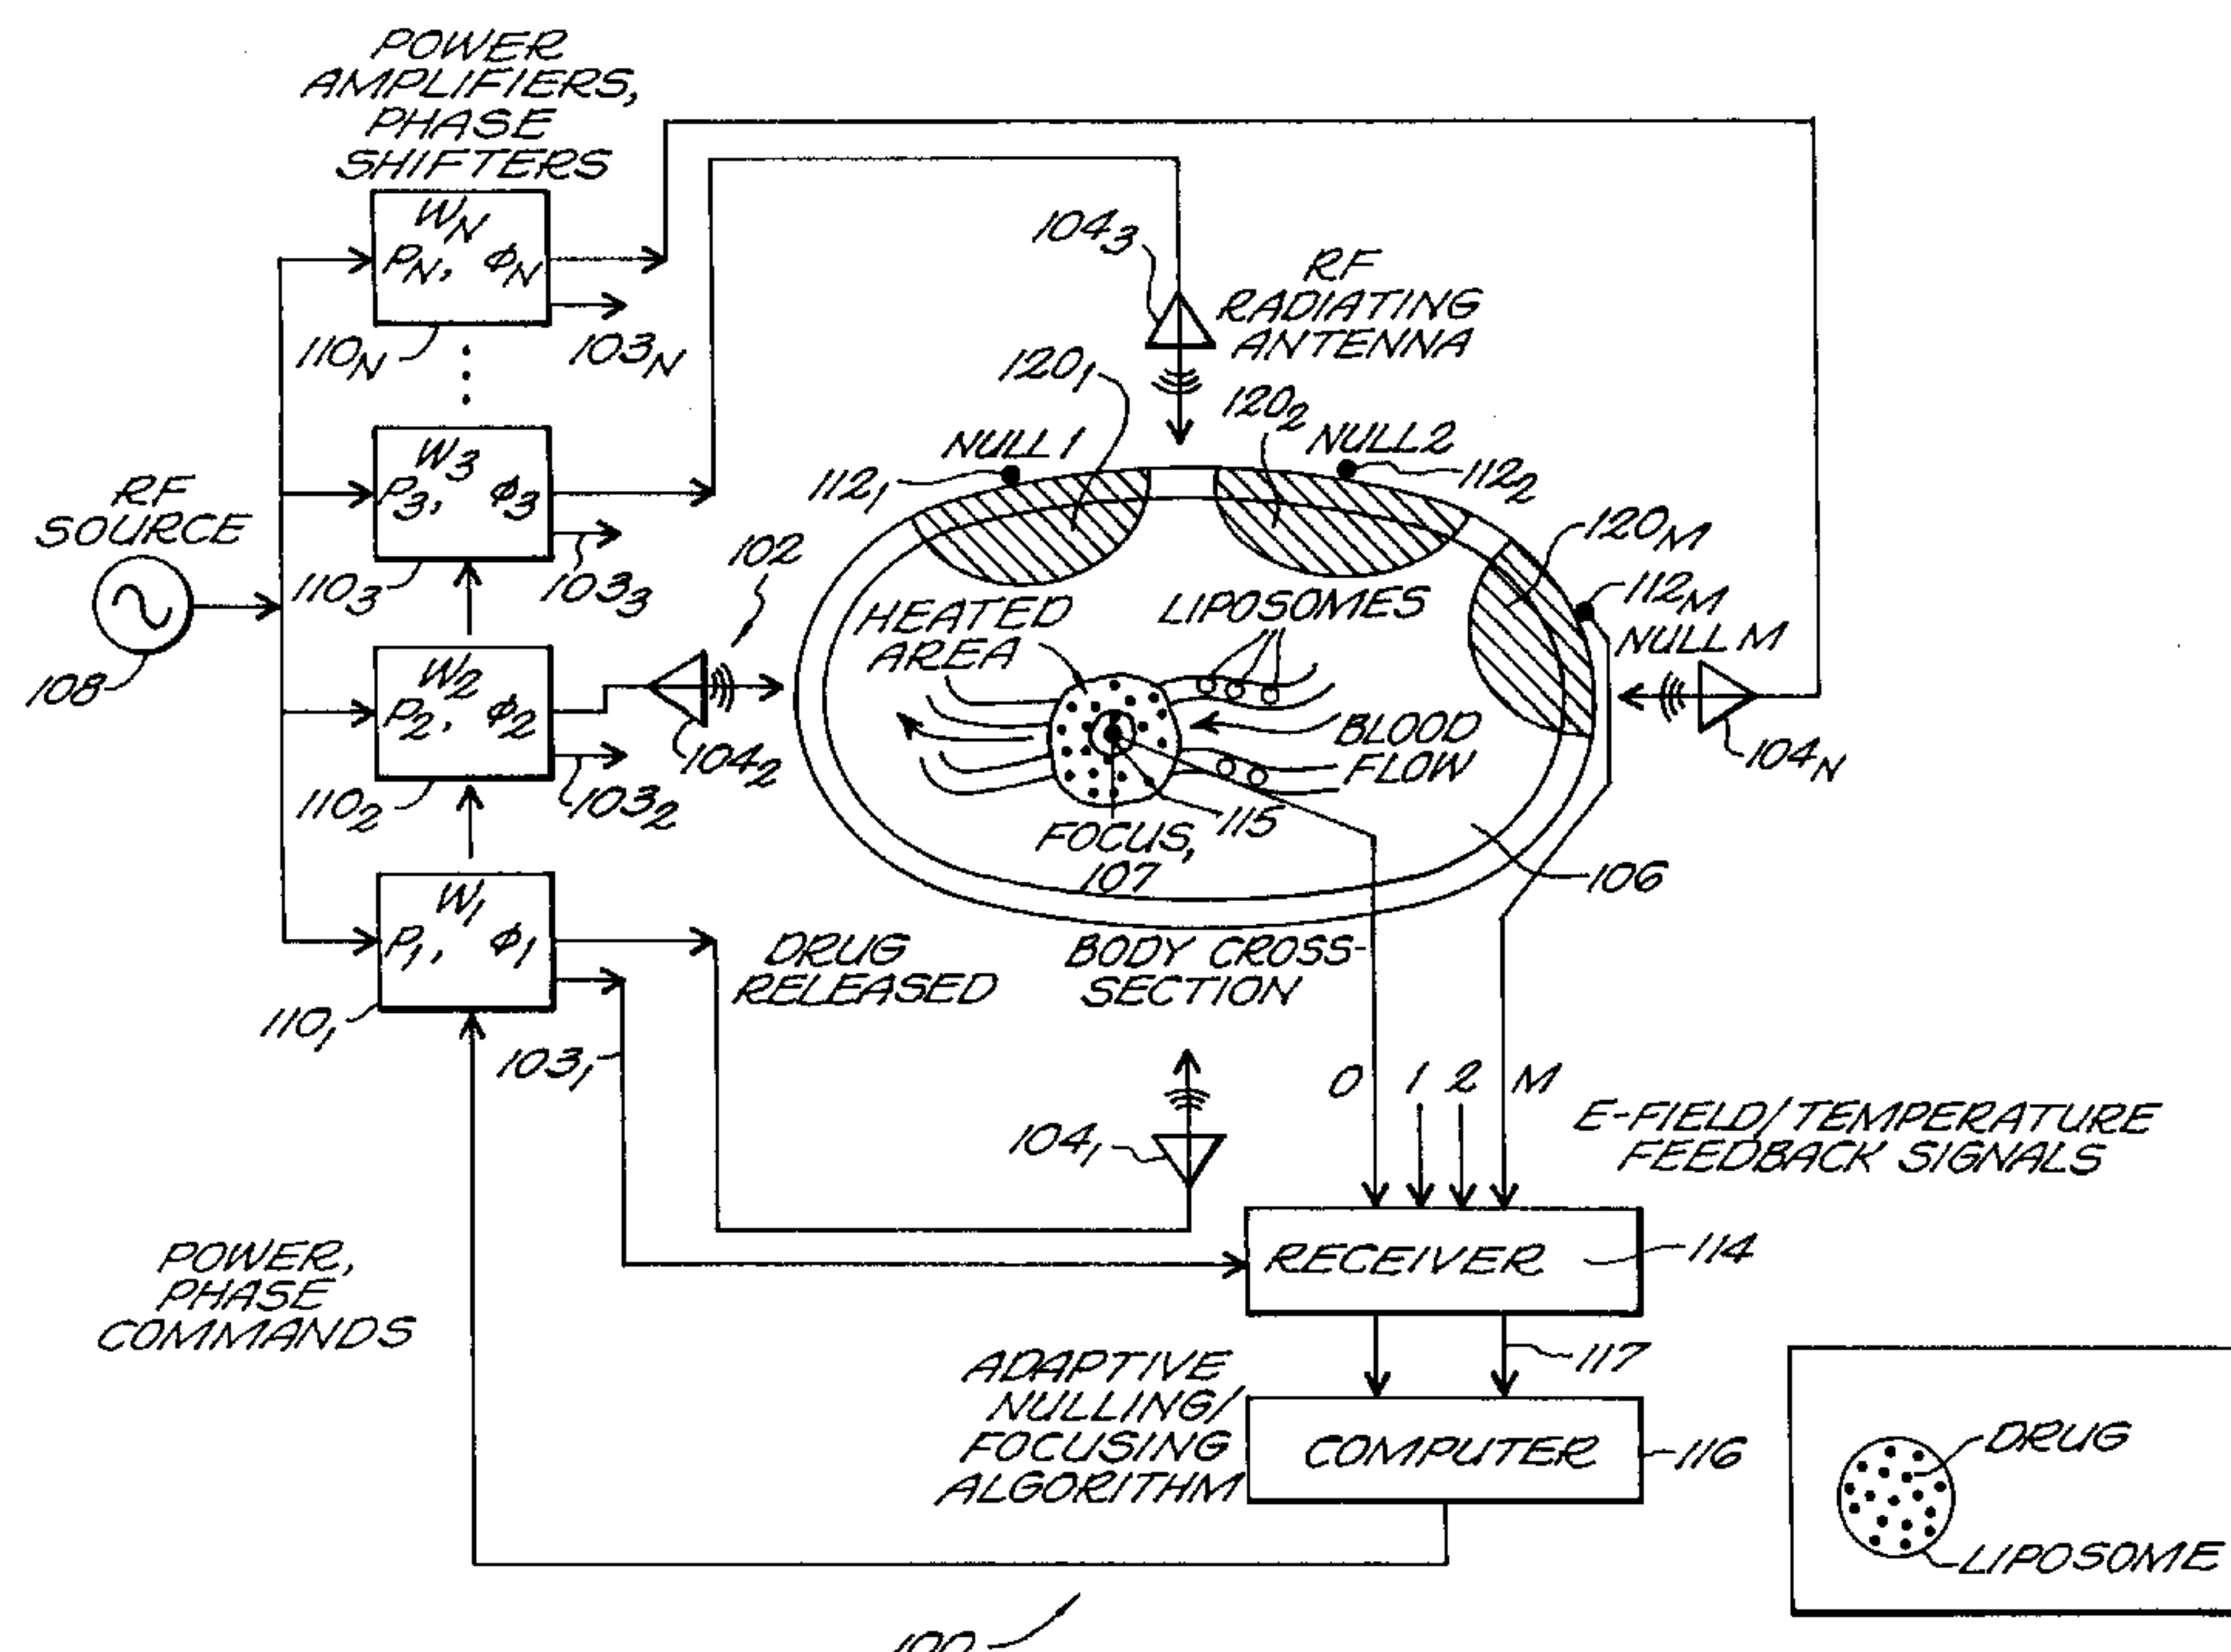 POWER
AMPLIFIERS,
PHASE
SHIFTERS
W_N
P_N, Φ_N
110_N
103_N
W_3
P_3, Φ_3
110_3
103_3
RF
SOURCE
108
W_2
P_2, Φ_2
110_2
103_2
104_2
102
W_1
P_1, Φ_1
110_1
103_1
104_3
RF
RADIATING
ANTENNA
120_1
120_2
NULL 1
NULL 2
112_1
112_2
120_M
112_M
NULL M
104_N
HEATED
AREA
LIPOSOMES
BLOOD
FLOW
115
FOCUS,
107
106
DRUG
RELEASED
BODY CROSS-
SECTION
104_1
0 1 2 M
E-FIELD/TEMPERATURE
FEEDBACK SIGNALS
RECEIVER
114
117
POWER,
PHASE
COMMANDS
ADAPTIVE
NULLING/
FOCUSING
ALGORITHM
COMPUTER
116
DRUG
LIPOSOME
100